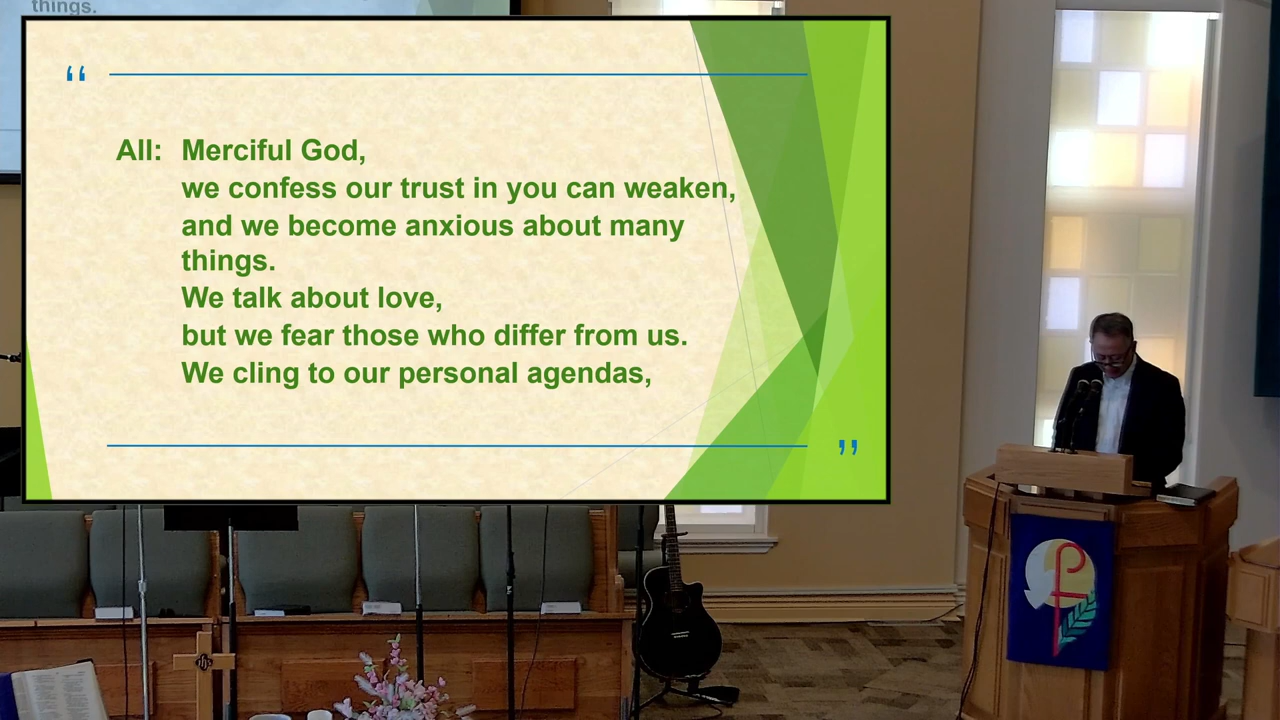 things.
“
All: Merciful God,
we confess our trust in you can weaken,
and we become anxious about many
things.
We talk about love,
but we fear those who differ from us.
We cling to our personal agendas,
”